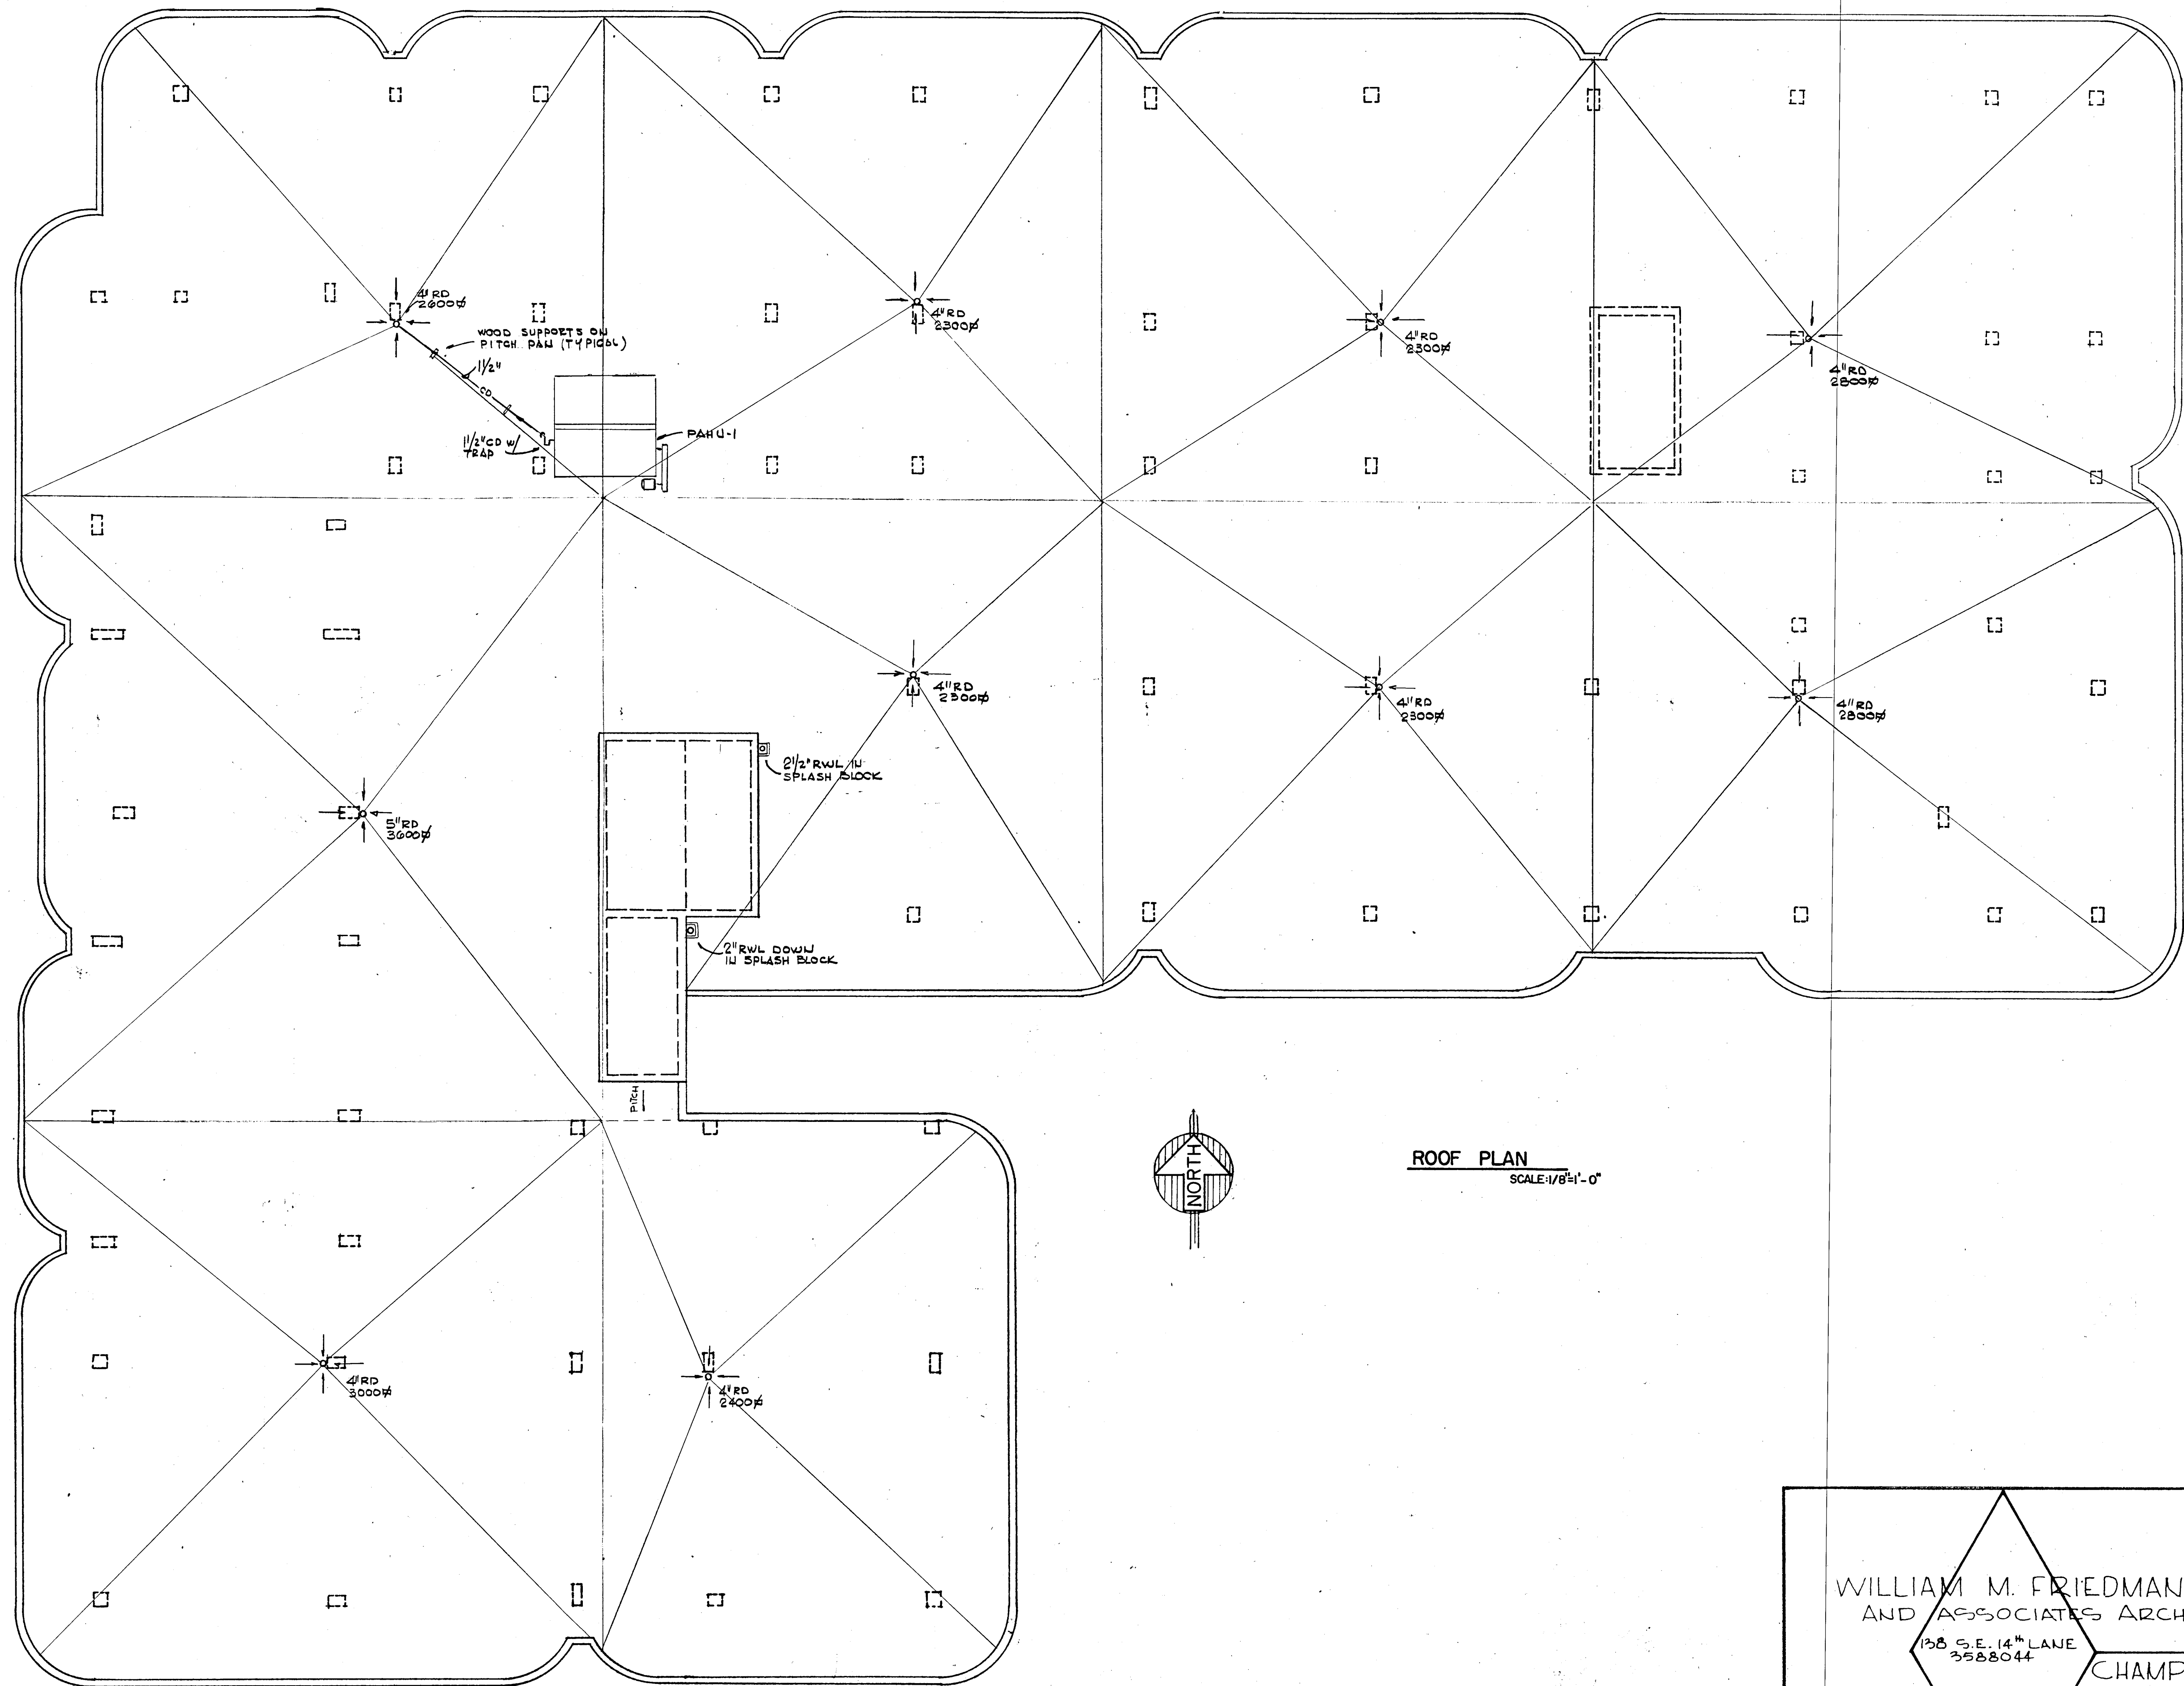 4" RD
2600⌀
WOOD SUPPORTS ON
PITCH PAN (TYPICAL)
1 1/2"
CD
1 1/2" CD W/
TRAP
PAHU-1
4" RD
2300⌀
4" RD
2300⌀
4" RD
2800⌀
4" RD
2300⌀
4" RD
2300⌀
4" RD
2800⌀
5" RD
3600⌀
2 1/2" RWL IN
SPLASH BLOCK
2" RWL DOWN
IN SPLASH BLOCK
PITCH
NORTH
ROOF PLAN
SCALE: 1/8"=1'-0"
4" RD
3000⌀
4" RD
2400⌀
WILLIAM M. FRIEDMAN
AND ASSOCIATES ARCH
138 S.E. 14th LANE
3588044
CHAMP